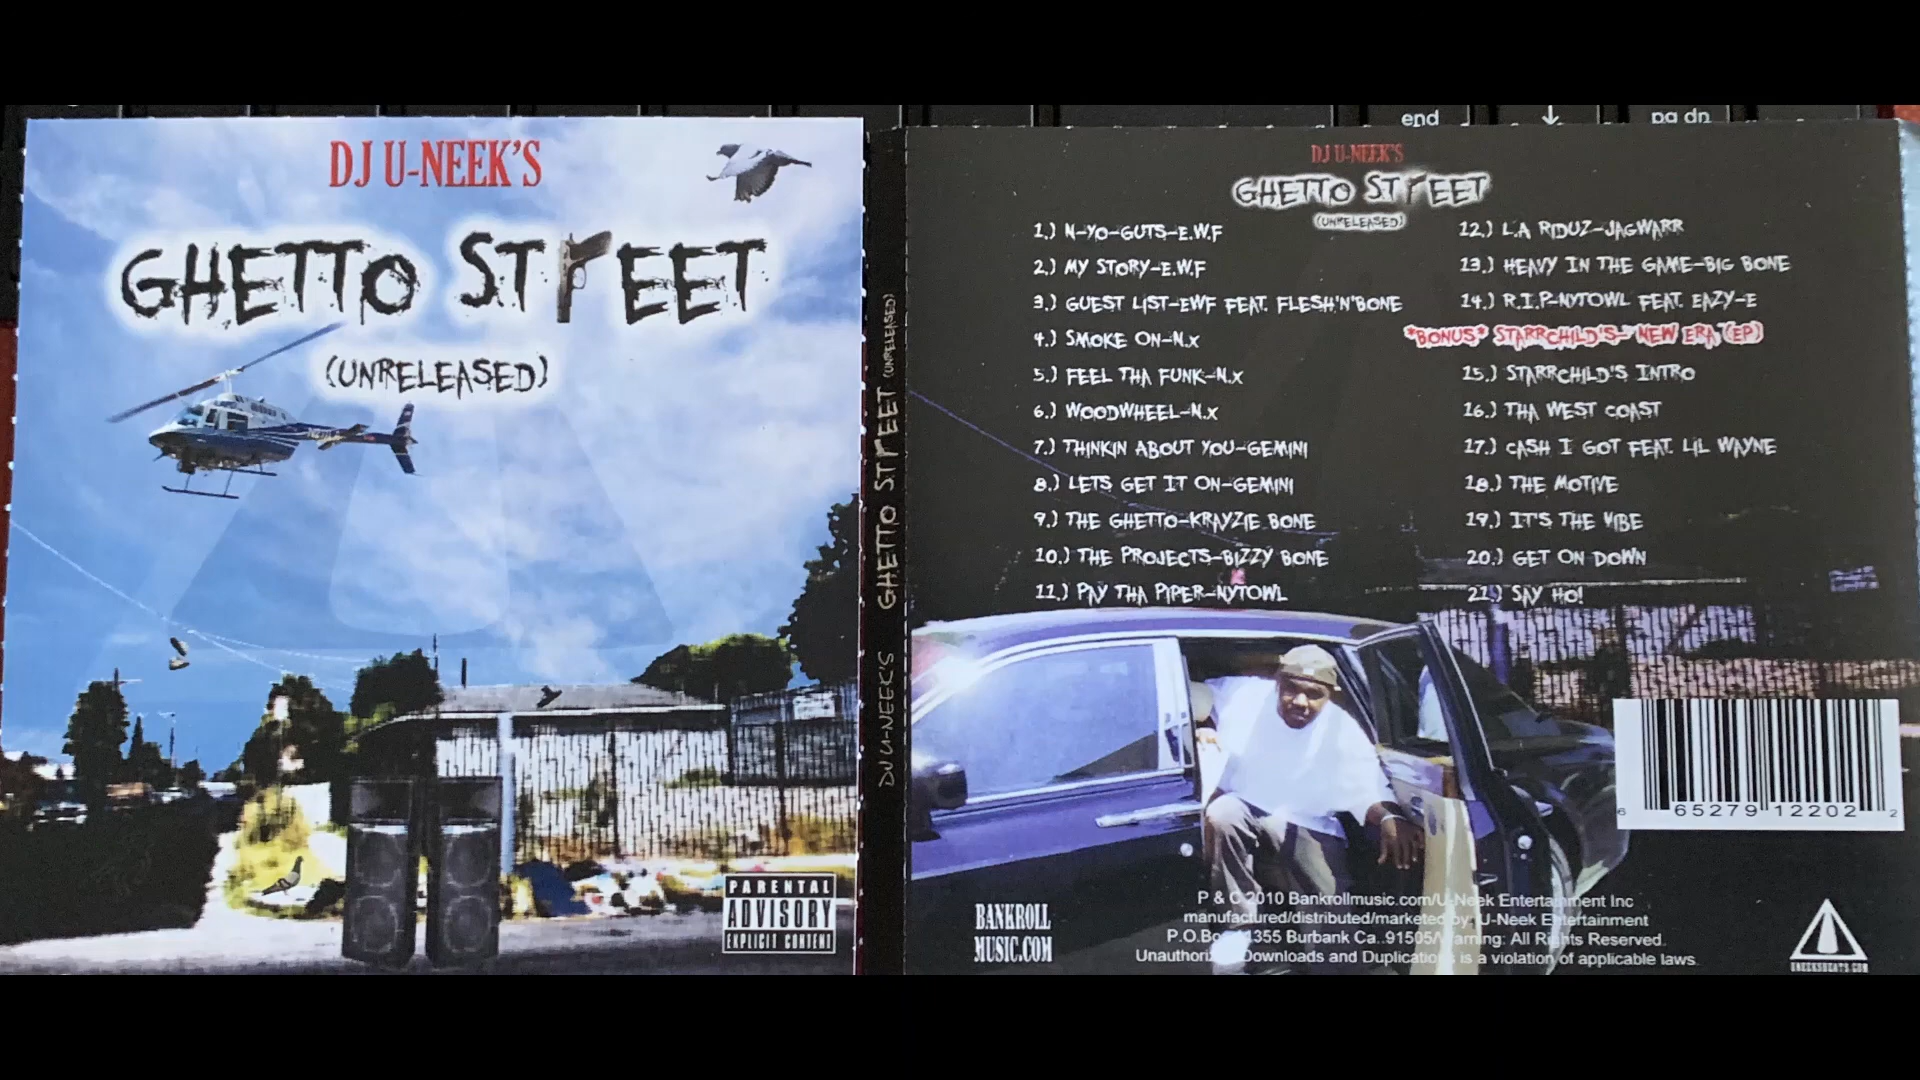 end
↓
pg dn
DJ U-NEEK'S
GHETTO STREET
(UNRELEASED)
PARENTAL
ADVISORY
EXPLICIT CONTENT
DJ U-NEEK'S GHETTO STREET (UNRELEASED)
DJ U-NEEK'S
GHETTO STREET
(UNRELEASED)
1.) N-YO-GUTS-E.W.F
2.) MY STORY-E.W.F
3.) GUEST LIST-EWF FEAT. FLESH'N'BONE
4.) SMOKE ON-N.X
5.) FEEL THA FUNK-N.X
6.) WOODWHEEL-N.X
7.) THINKIN ABOUT YOU-GEMINI
8.) LETS GET IT ON-GEMINI
9.) THE GHETTO-KRAYZIE BONE
10.) THE PROJECTS-BIZZY BONE
11.) PAY THA PIPER-NYTOWL
12.) L.A RIDUZ-JAGWARR
13.) HEAVY IN THE GAME-BIG BONE
14.) R.I.P-NYTOWL FEAT. EAZY-E
*BONUS* STARRCHILD'S- NEW ERA (EP)
15.) STARRCHILD'S INTRO
16.) THA WEST COAST
17.) CASH I GOT FEAT. LIL WAYNE
18.) THE MOTIVE
19.) IT'S THE VIBE
20.) GET ON DOWN
21.) SAY HO!
6 65279 12202 2
BANKROLL
MUSIC.COM
P & C 2010 Bankrollmusic.com/U-Neek Entertainment Inc
manufactured/distributed/marketed by: U-Neek Entertainment
P.O.Box 1355 Burbank Ca..91505/Warning: All Rights Reserved.
Unauthorized Downloads and Duplication is a violation of applicable laws.
UNEEKSBEATS.COM